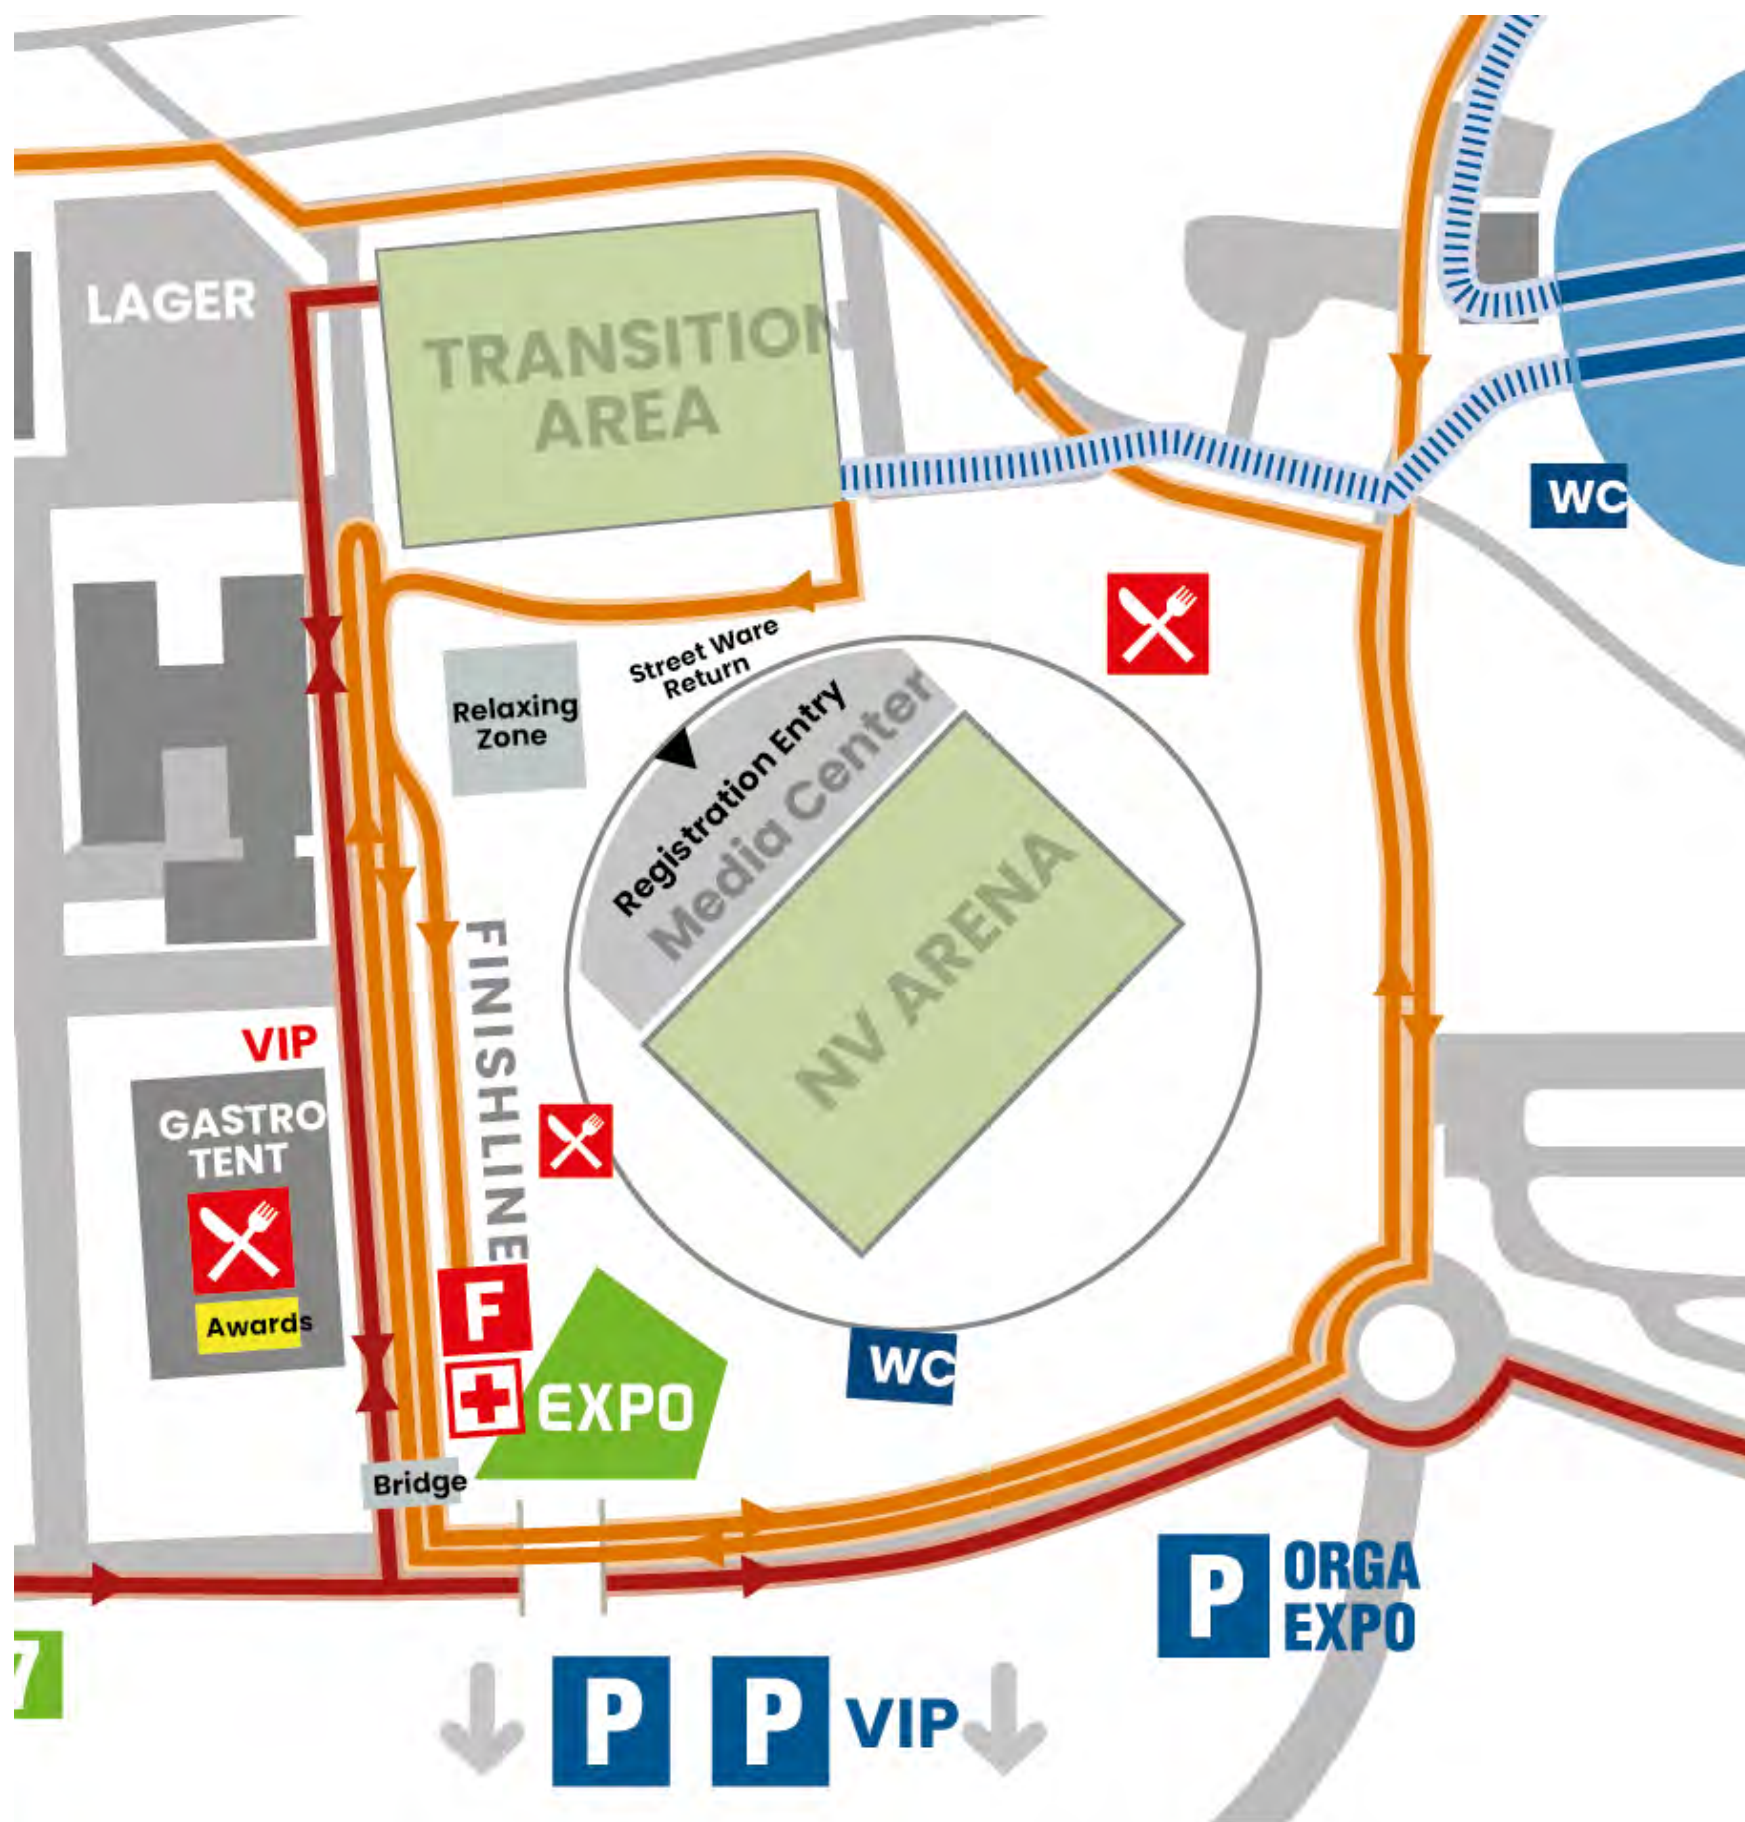 LAGER
TRANSITION
AREA
WC
Street Ware
Return
Relaxing
Zone
Registration Entry
Media Center
NV ARENA
FINISHLINE
VIP
GASTRO
TENT
Awards
F
EXPO
WC
Bridge
P
ORGA
EXPO
7
P
P
VIP